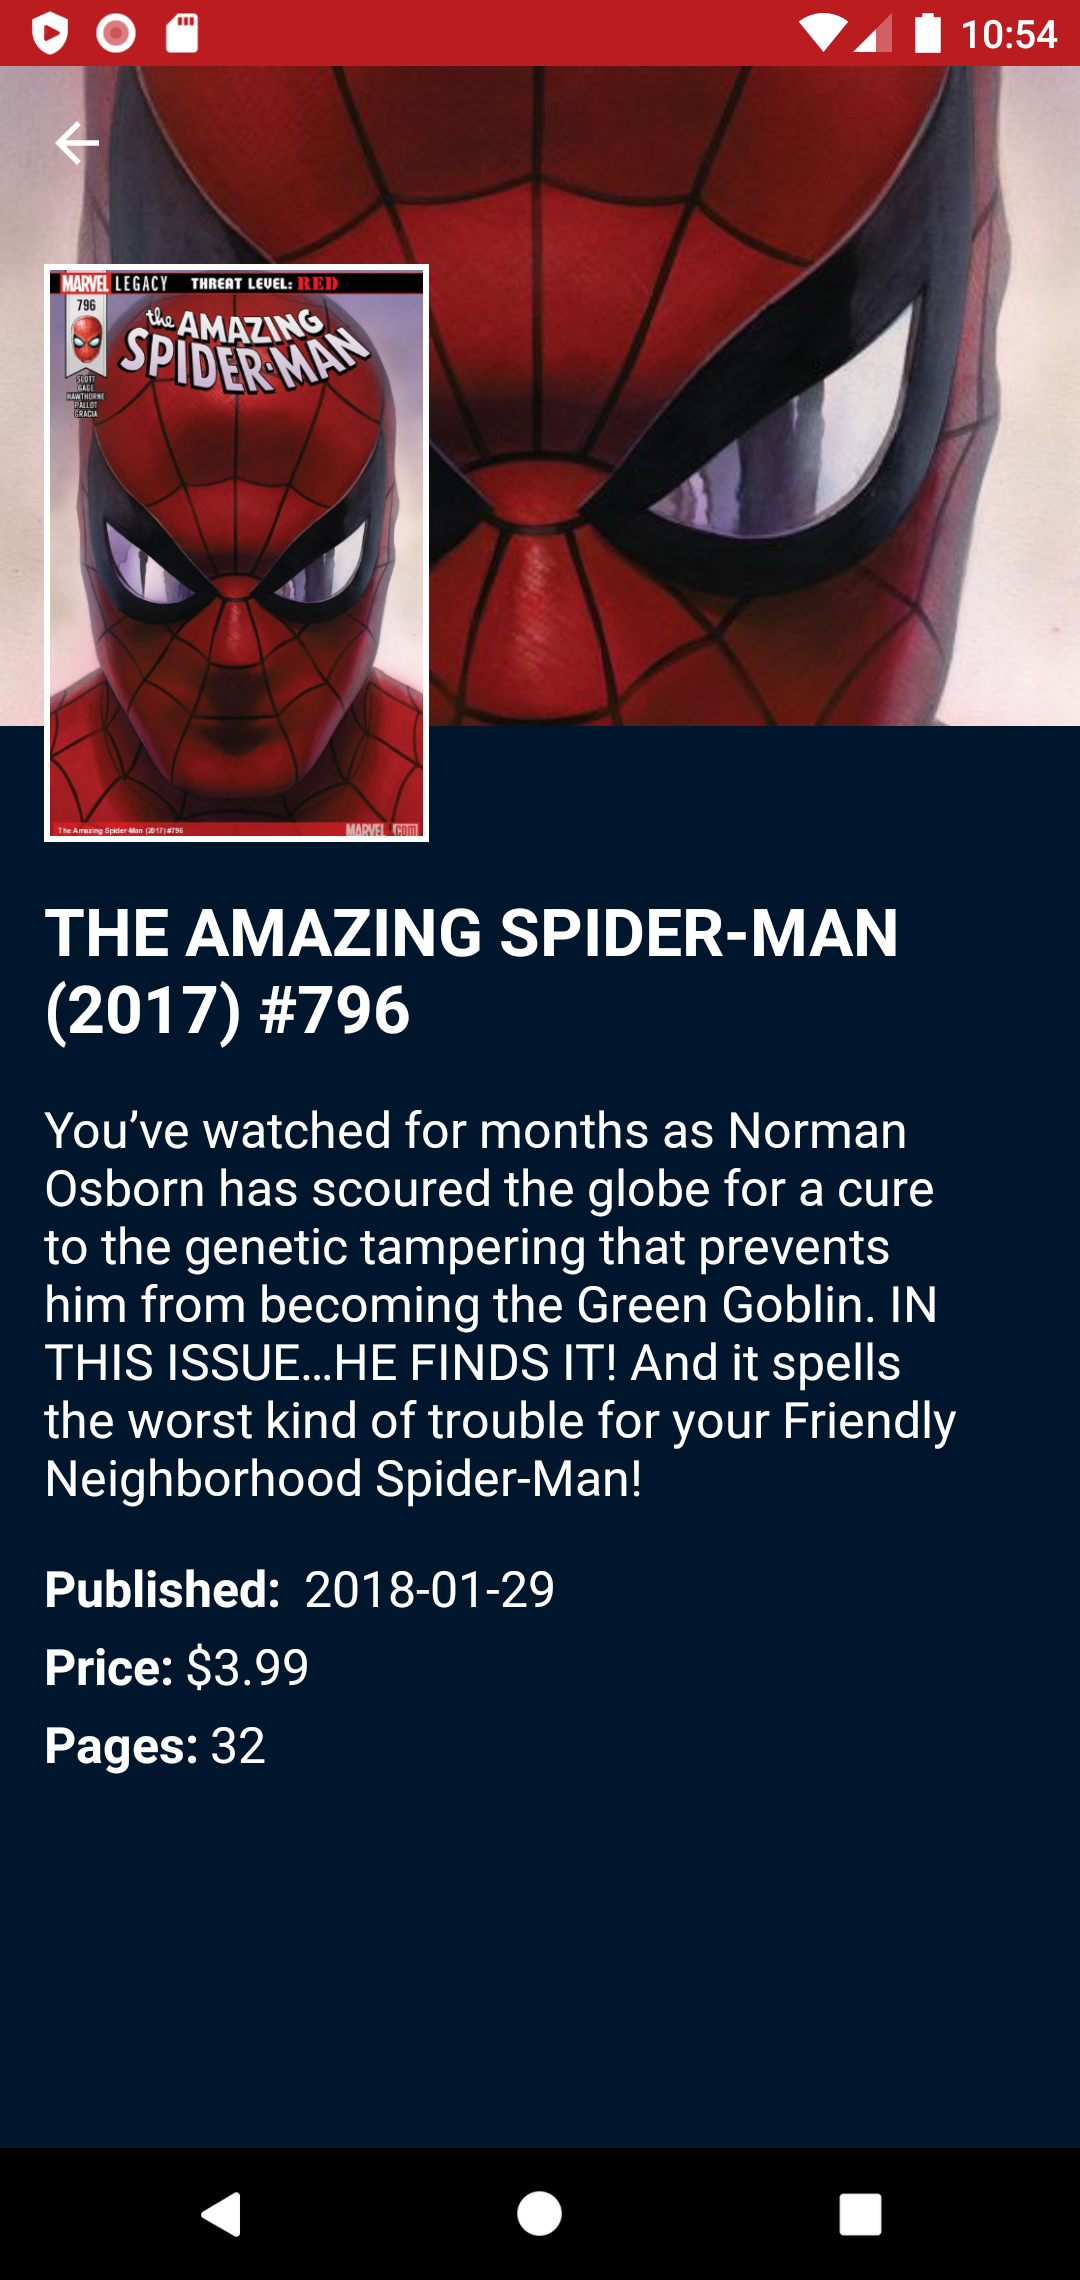 10:54
MARVEL LEGACY THREAT LEVEL: RED
796
the AMAZING
SPIDER-MAN
SLOTT
GAGE
HAWTHORNE
PALLOT
GRACIA
The Amazing Spider-Man (2017) #796
MARVEL .com
THE AMAZING SPIDER-MAN
(2017) #796
You’ve watched for months as Norman
Osborn has scoured the globe for a cure
to the genetic tampering that prevents
him from becoming the Green Goblin. IN
THIS ISSUE…HE FINDS IT! And it spells
the worst kind of trouble for your Friendly
Neighborhood Spider-Man!
Published: 2018-01-29
Price: $3.99
Pages: 32